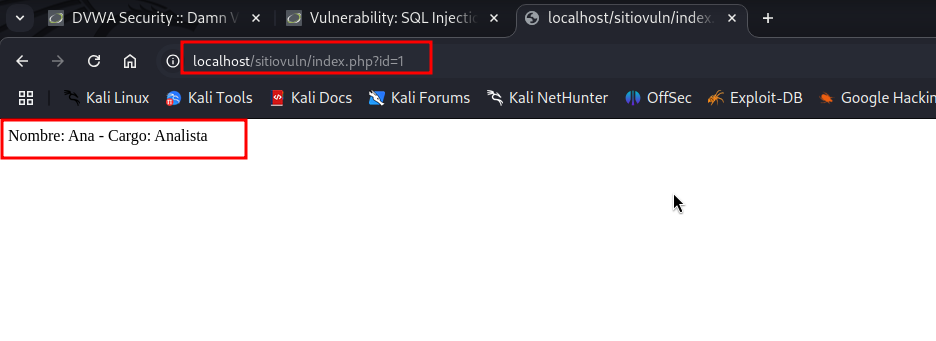 DVWA Security :: Damn V
Vulnerability: SQL Injectio
localhost/sitiovuln/index.
localhost/sitiovuln/index.php?id=1
Kali Linux
Kali Tools
Kali Docs
Kali Forums
Kali NetHunter
OffSec
Exploit-DB
Google Hackin
Nombre: Ana - Cargo: Analista